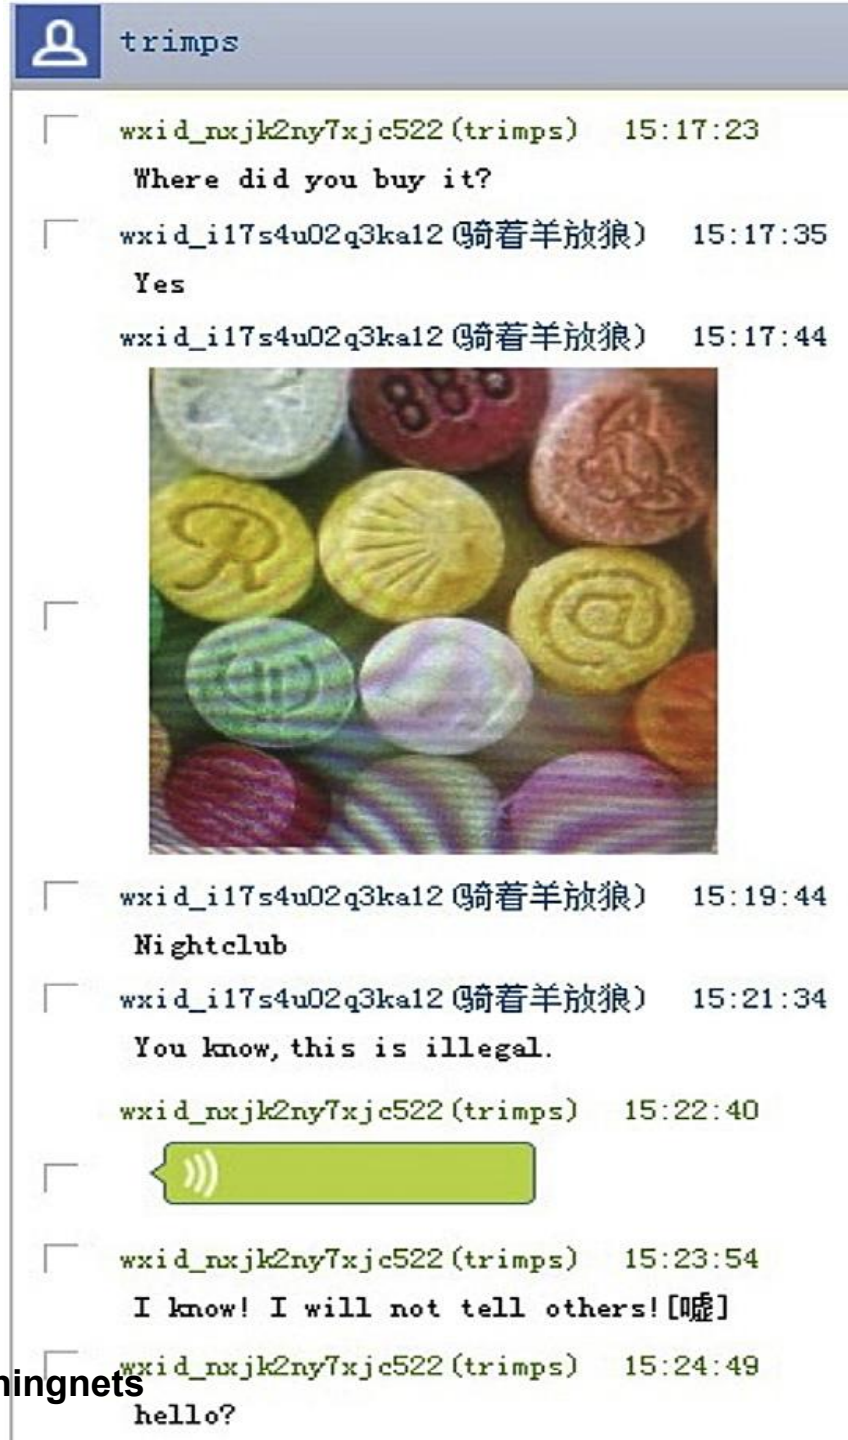 trimps
wxid_nxjk2ny7xjc522(trimps) 15:17:23
Where did you buy it?
wxid_i17s4u02q3ka12(骑着羊放狼) 15:17:35
Yes
wxid_i17s4u02q3ka12(骑着羊放狼) 15:17:44
888
R
@
wxid_i17s4u02q3ka12(骑着羊放狼) 15:19:44
Nightclub
wxid_i17s4u02q3ka12(骑着羊放狼) 15:21:34
You know,this is illegal.
wxid_nxjk2ny7xjc522(trimps) 15:22:40
wxid_nxjk2ny7xjc522(trimps) 15:23:54
I know! I will not tell others![嘘]
wxid_nxjk2ny7xjc522(trimps) 15:24:49
hello?